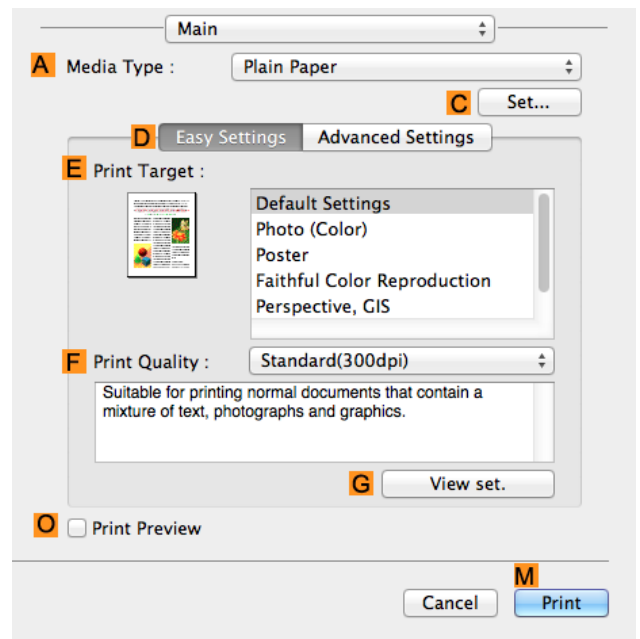 Main
A Media Type : Plain Paper
C Set...
D Easy Settings Advanced Settings
E Print Target :
Default Settings
Photo (Color)
Poster
Faithful Color Reproduction
Perspective, GIS
F Print Quality : Standard(300dpi)
Suitable for printing normal documents that contain a
mixture of text, photographs and graphics.
G View set.
O Print Preview
M
Cancel Print